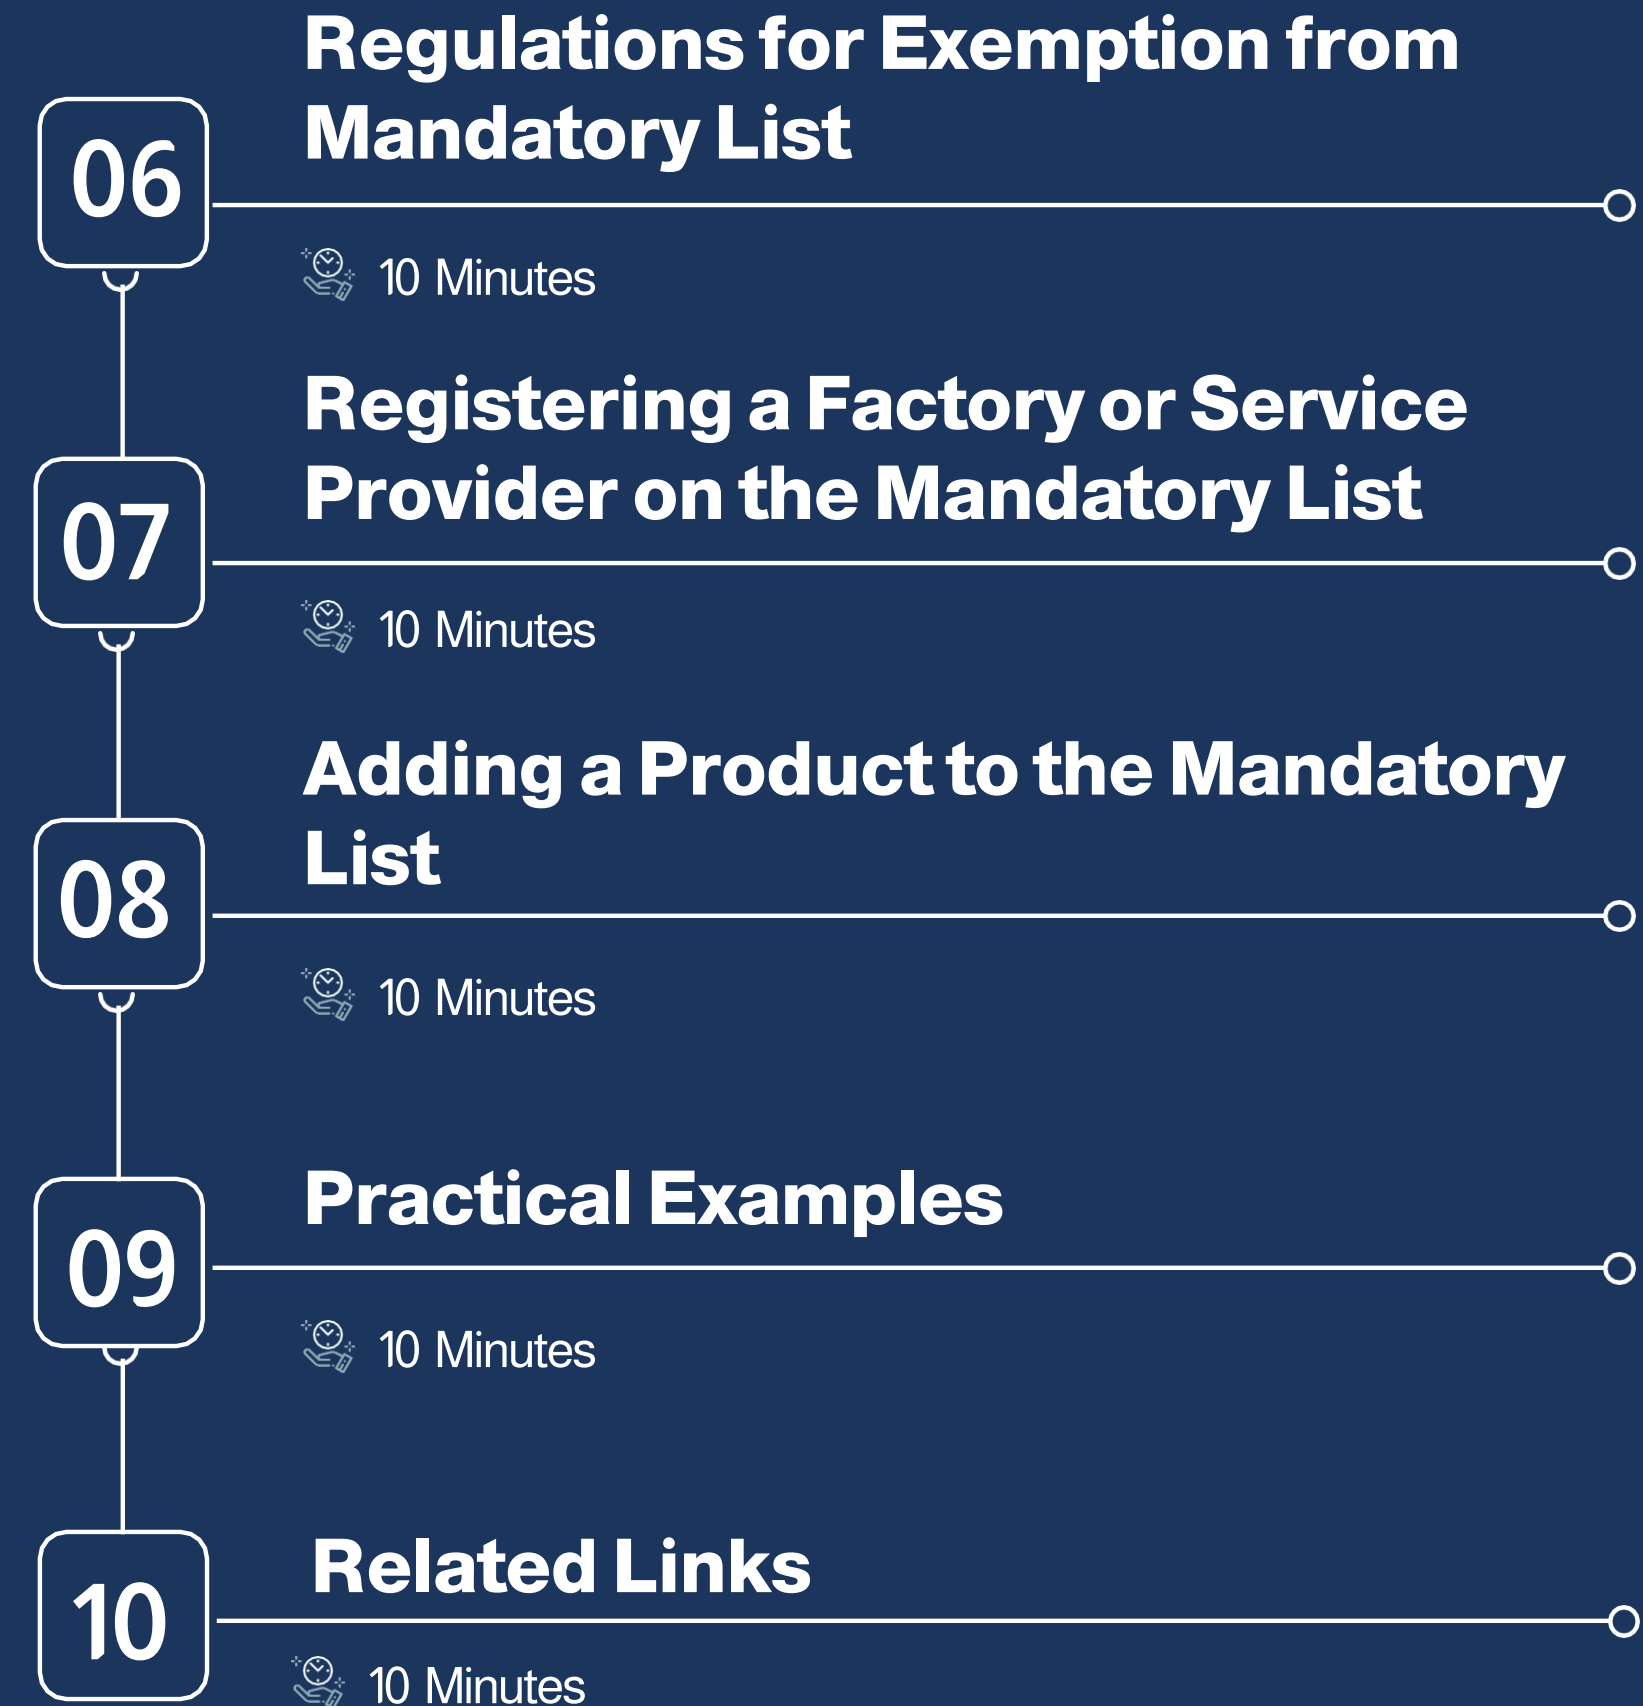 06
Regulations for Exemption from
Mandatory List
10 Minutes
07
Registering a Factory or Service
Provider on the Mandatory List
10 Minutes
08
Adding a Product to the Mandatory
List
10 Minutes
09
Practical Examples
10 Minutes
10
Related Links
10 Minutes